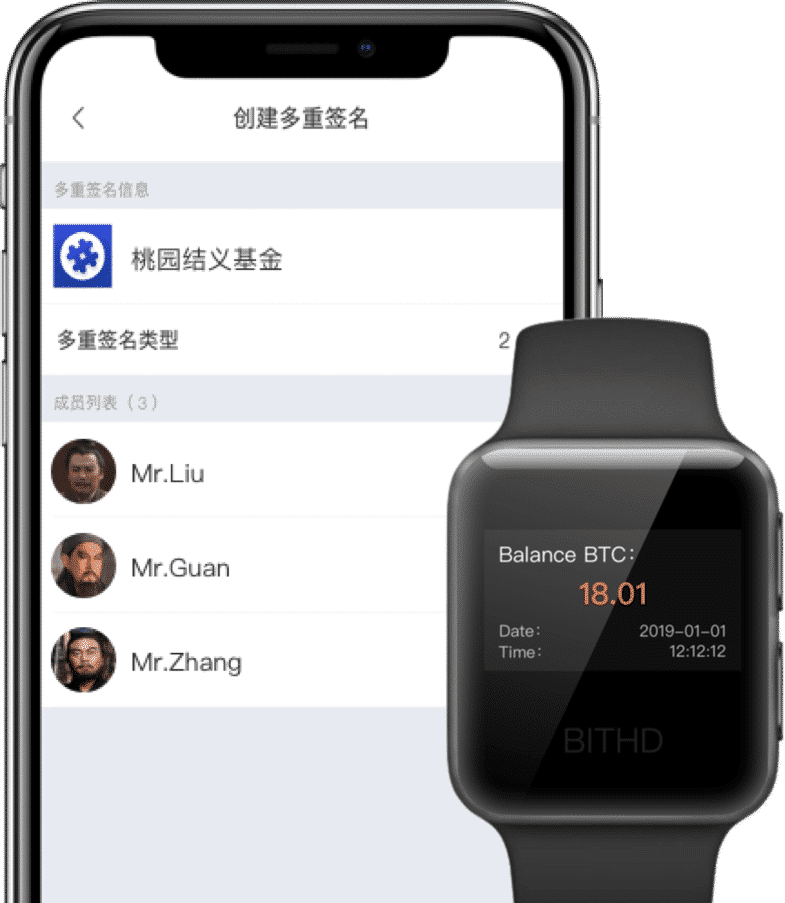 创建多重签名
多重签名信息
桃园结义基金
多重签名类型 2
成员列表（3）
Mr.Liu
Mr.Guan
Mr.Zhang
Balance BTC:
18.01
Date: 2019-01-01
Time: 12:12:12
BITHD